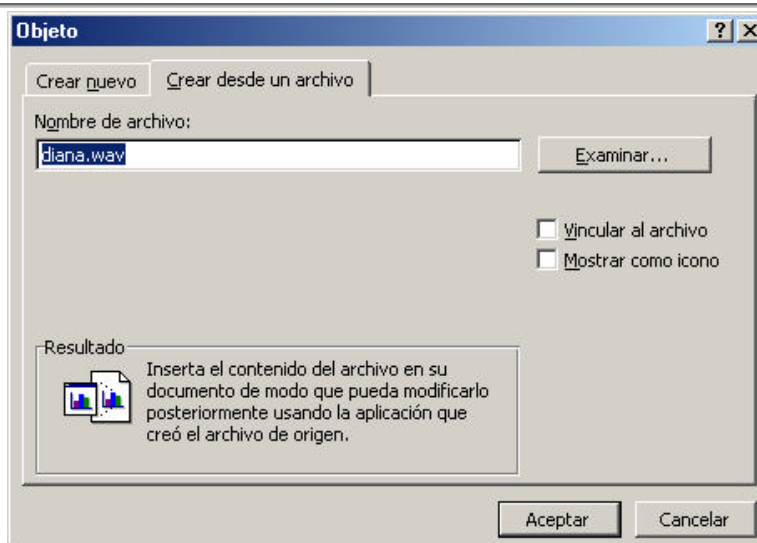 Objeto
Crear nuevo
Crear desde un archivo
Nombre de archivo:
diana.wav
Examinar...
Vincular al archivo
Mostrar como icono
Resultado
Inserta el contenido del archivo en su
documento de modo que pueda modificarlo
posteriormente usando la aplicación que
creó el archivo de origen.
Aceptar
Cancelar